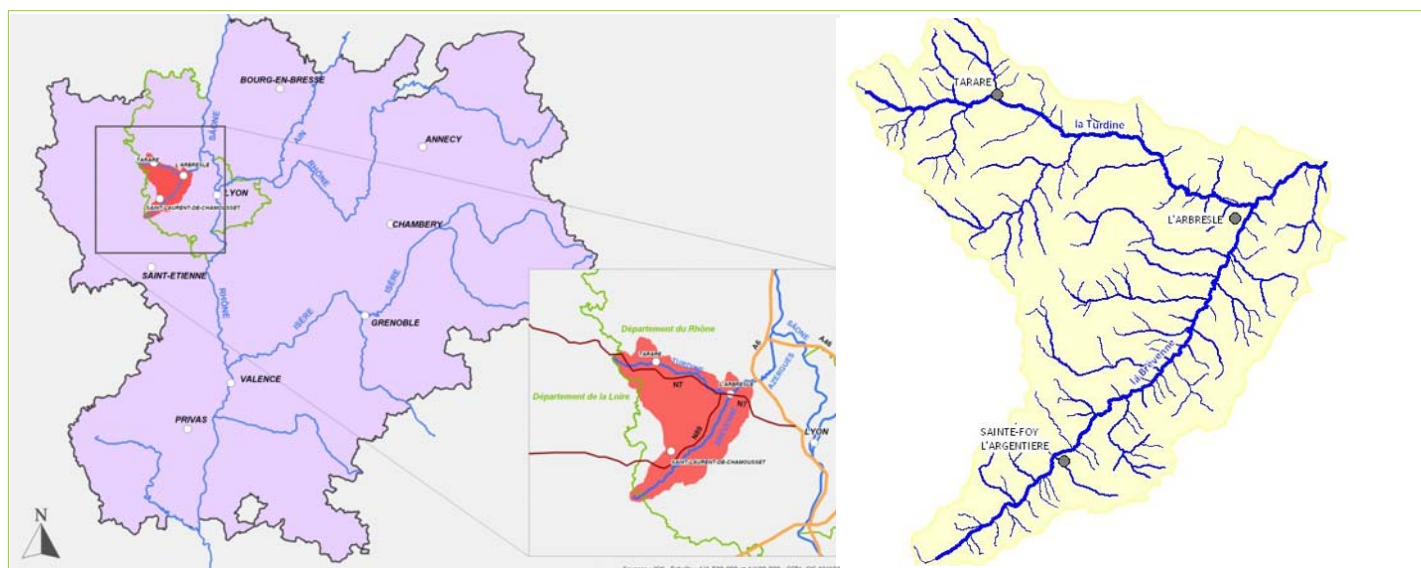 BOURG-EN-BRESSE
SAÔNE
AIN
ANNECY
RHÔNE
TARARE
L'ARBRESLE
LYON
SAINT-LAURENT-DE-CHAMOUSSET
CHAMBERY
SAINT-ETIENNE
ISÈRE
RHÔNE
ISÈRE
GRENOBLE
VALENCE
PRIVAS
N
Département du Rhône
SAÔNE
A6
A46
TARARE
TURDINE
AZERGUES
N7
L'ARBRESLE
N7
Département de la Loire
BREVENNE
N89
LYON
SAINT-LAURENT-DE-CHAMOUSSET
TARARE
la Turdine
L'ARBRESLE
la Brévenne
SAINTE-FOY
L'ARGENTIERE